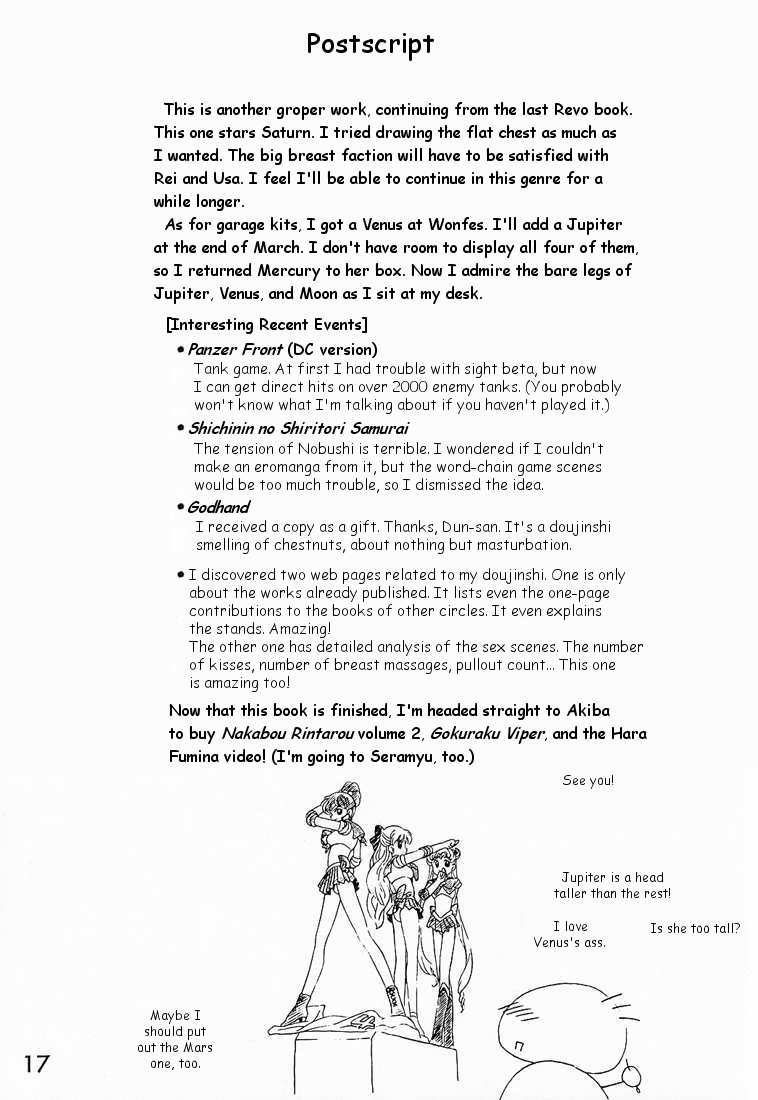 Postscript
This is another groper work, continuing from the last Revo book.
This one stars Saturn. I tried drawing the flat chest as much as
I wanted. The big breast faction will have to be satisfied with
Rei and Usa. I feel I'll be able to continue in this genre for a
while longer.
As for garage kits, I got a Venus at Wonfes. I'll add a Jupiter
at the end of March. I don't have room to display all four of them,
so I returned Mercury to her box. Now I admire the bare legs of
Jupiter, Venus, and Moon as I sit at my desk.
[Interesting Recent Events]
• Panzer Front (DC version)
Tank game. At first I had trouble with sight beta, but now
I can get direct hits on over 2000 enemy tanks. (You probably
won't know what I'm talking about if you haven't played it.)
• Shichinin no Shiritori Samurai
The tension of Nobushi is terrible. I wondered if I couldn't
make an eromanga from it, but the word-chain game scenes
would be too much trouble, so I dismissed the idea.
• Godhand
I received a copy as a gift. Thanks, Dun-san. It's a doujinshi
smelling of chestnuts, about nothing but masturbation.
• I discovered two web pages related to my doujinshi. One is only
about the works already published. It lists even the one-page
contributions to the books of other circles. It even explains
the stands. Amazing!
The other one has detailed analysis of the sex scenes. The number
of kisses, number of breast massages, pullout count... This one
is amazing too!
Now that this book is finished, I'm headed straight to Akiba
to buy Nakabou Rintarou volume 2, Gokuraku Viper, and the Hara
Fumina video! (I'm going to Seramyu, too.)
See you!
Jupiter is a head
taller than the rest!
I love
Venus's ass.
Is she too tall?
Maybe I
should put
out the Mars
one, too.
17